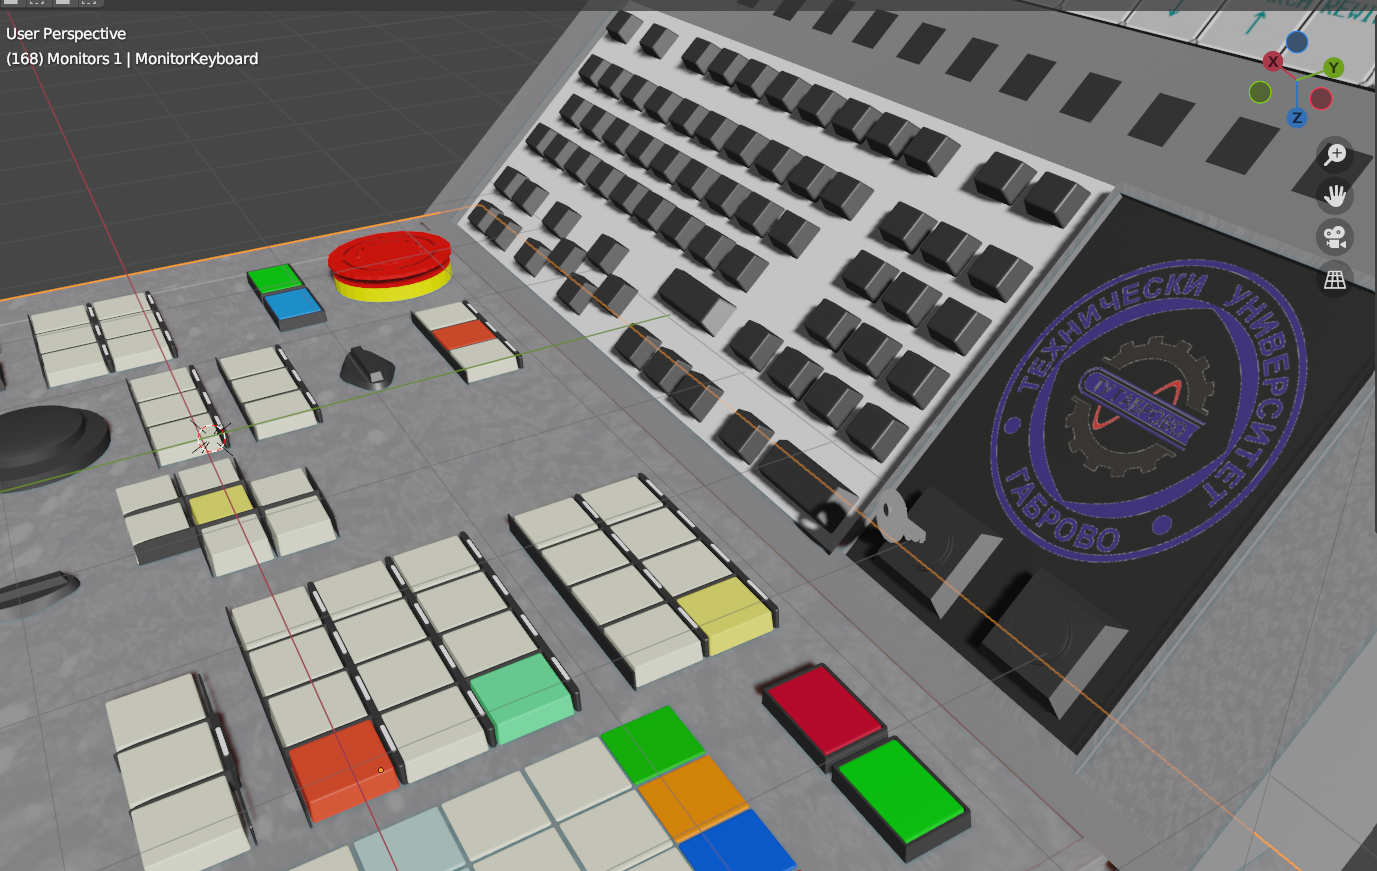 User Perspective
(168) Monitors 1 | MonitorKeyboard
X
Y
Z
ТЕХНИЧЕСКИ УНИВЕРСИТЕТ
ГАБРОВО